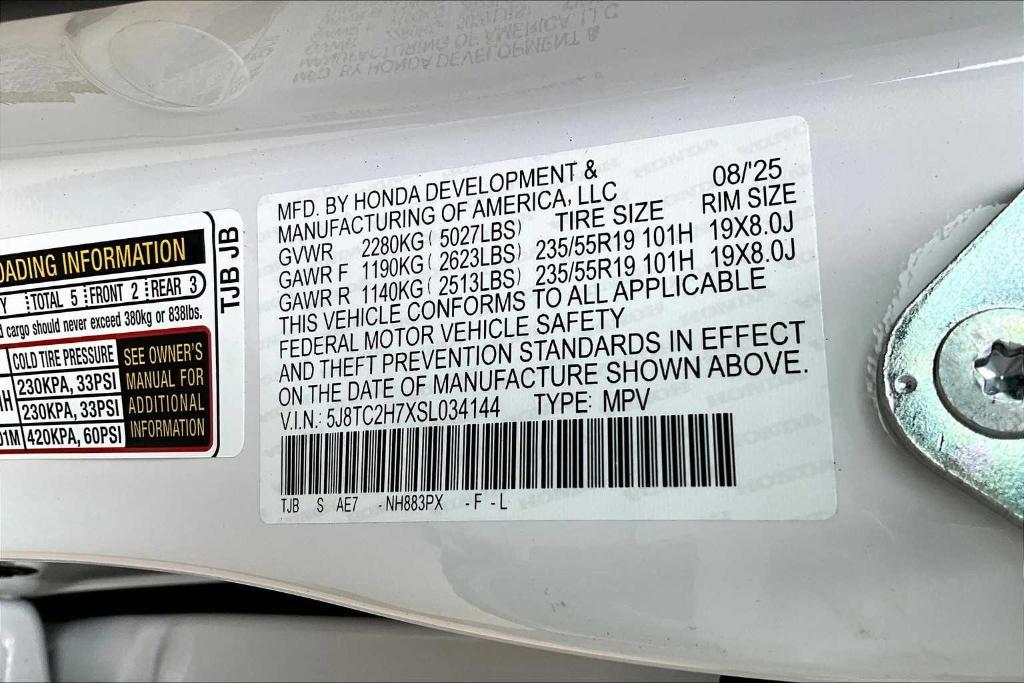 MFD. BY HONDA DEVELOPMENT &
MANUFACTURING OF AMERICA, LLC
08/'25
GVWR 2280KG ( 5027LBS) TIRE SIZE RIM SIZE
GAWR F 1190KG ( 2623LBS) 235/55R19 101H 19X8.0J
GAWR R 1140KG ( 2513LBS) 235/55R19 101H 19X8.0J
THIS VEHICLE CONFORMS TO ALL APPLICABLE
FEDERAL MOTOR VEHICLE SAFETY
AND THEFT PREVENTION STANDARDS IN EFFECT
ON THE DATE OF MANUFACTURE SHOWN ABOVE.
V.I.N.: 5J8TC2H7XSL034144 TYPE: MPV
TJB S AE7 -NH883PX -F -L
OADING INFORMATION
Y TOTAL 5 FRONT 2 REAR 3
d cargo should never exceed 380kg or 838lbs.
COLD TIRE PRESSURE
H 230KPA, 33PSI
230KPA, 33PSI
01M 420KPA, 60PSI
SEE OWNER'S
MANUAL FOR
ADDITIONAL
INFORMATION
TJB JB